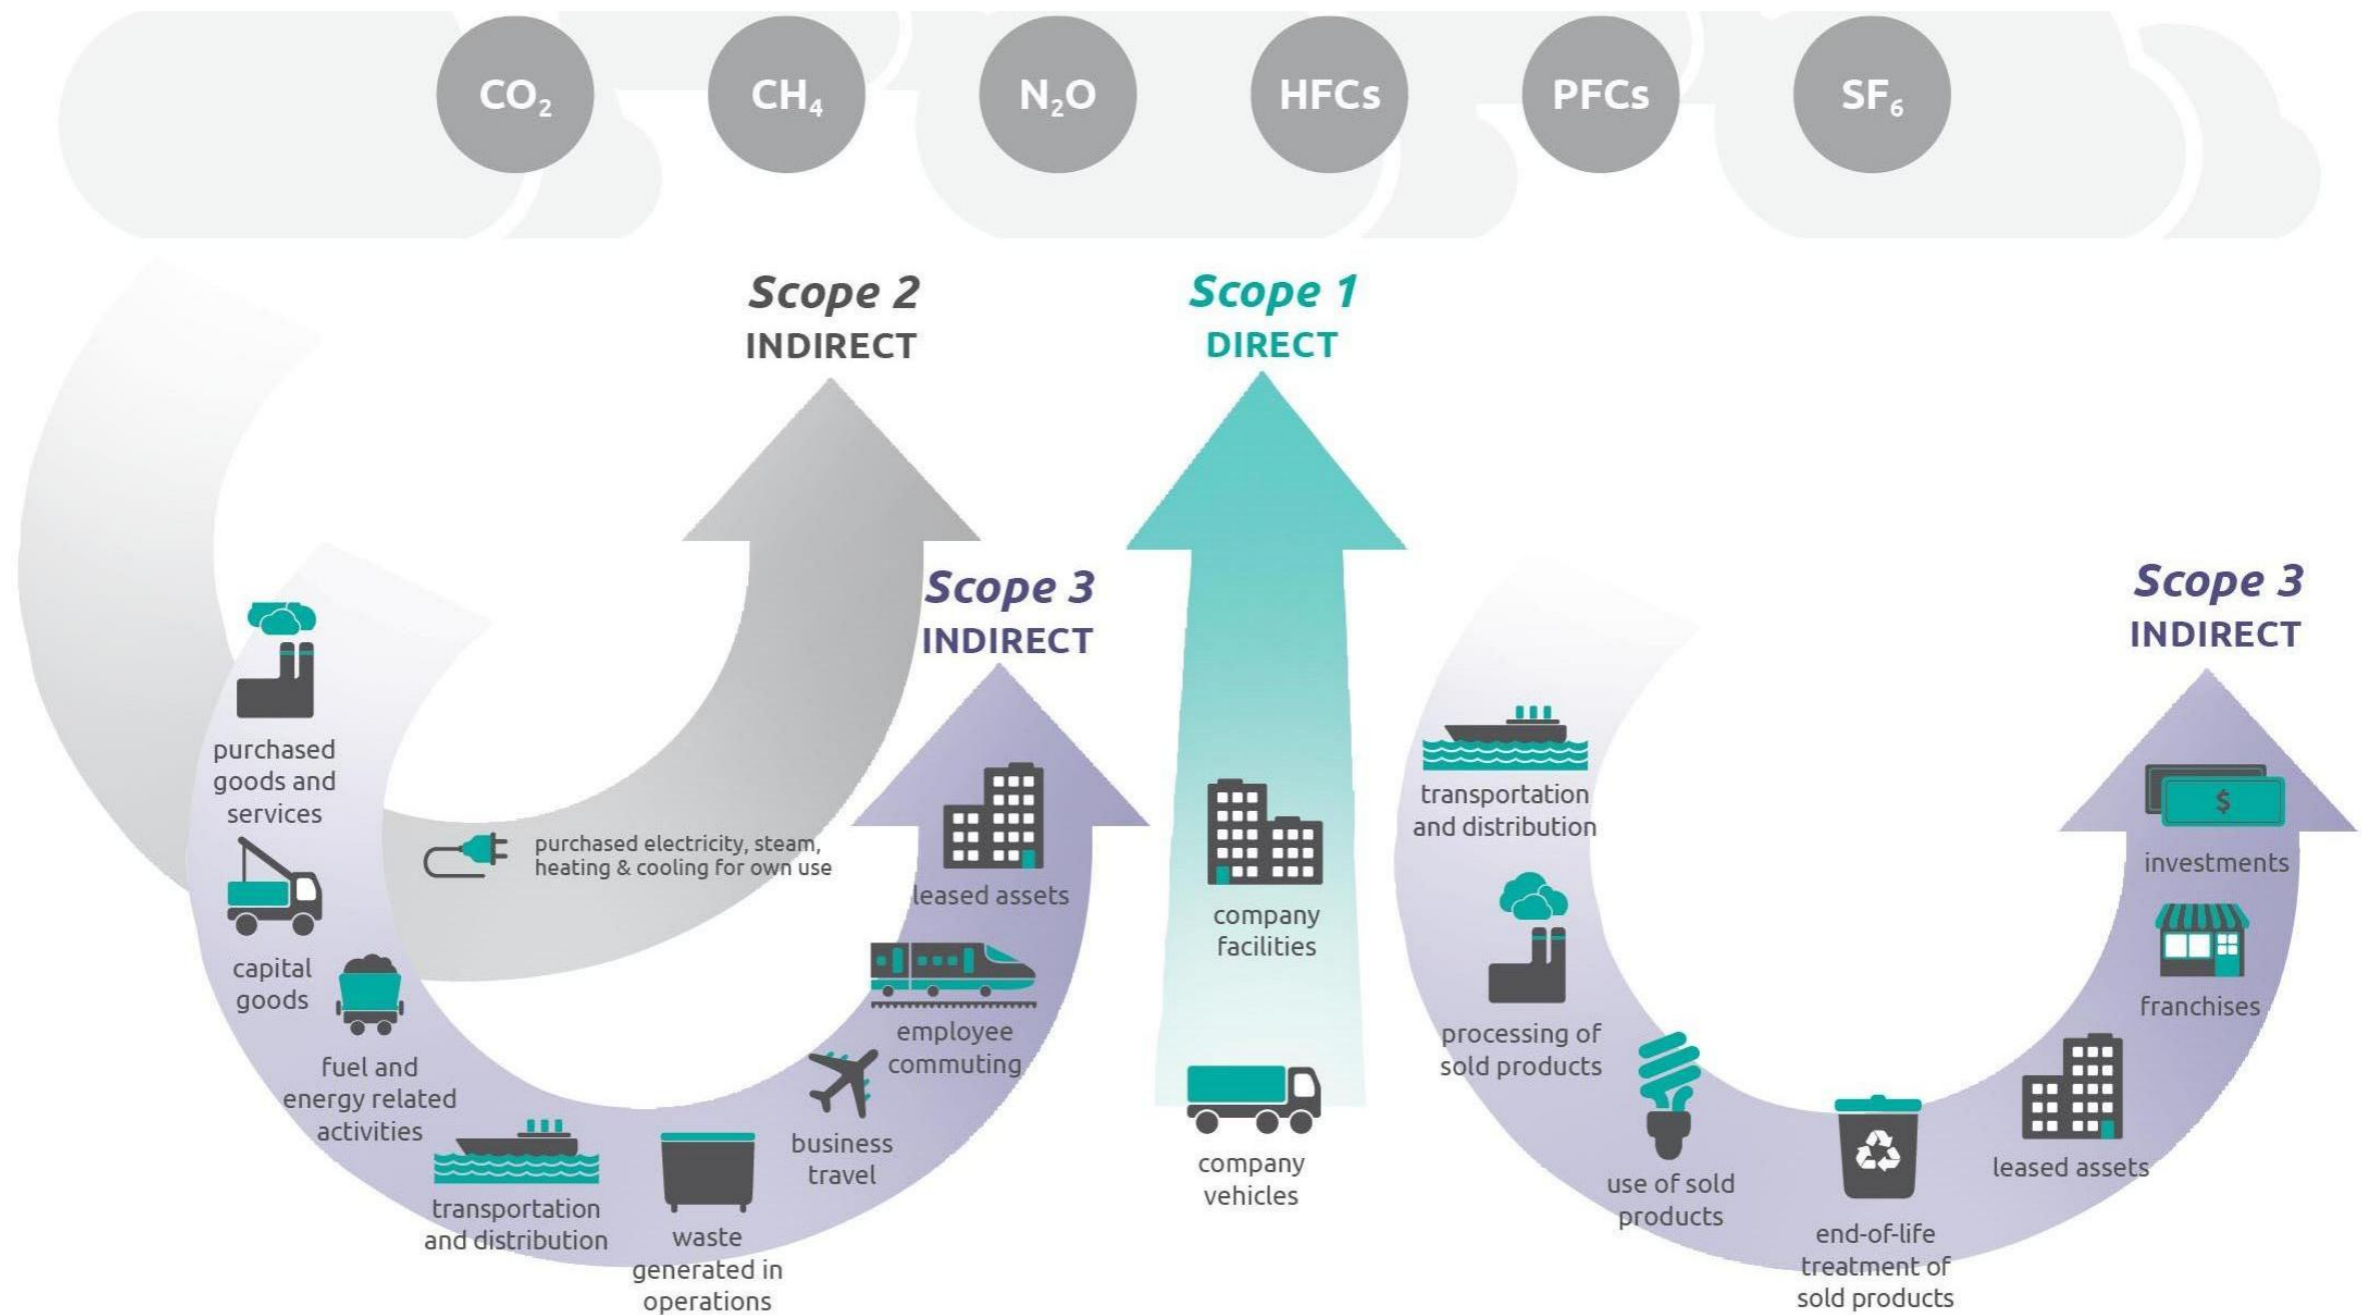 CO₂
CH₄
N₂O
HFCs
PFCs
SF₆
Scope 2
INDIRECT
Scope 1
DIRECT
Scope 3
INDIRECT
Scope 3
INDIRECT
purchased
goods and
services
capital
goods
fuel and
energy related
activities
transportation
and distribution
waste
generated in
operations
business
travel
employee
commuting
leased assets
purchased electricity, steam,
heating & cooling for own use
company
facilities
company
vehicles
transportation
and distribution
processing of
sold products
use of sold
products
end-of-life
treatment of
sold products
leased assets
franchises
investments
$